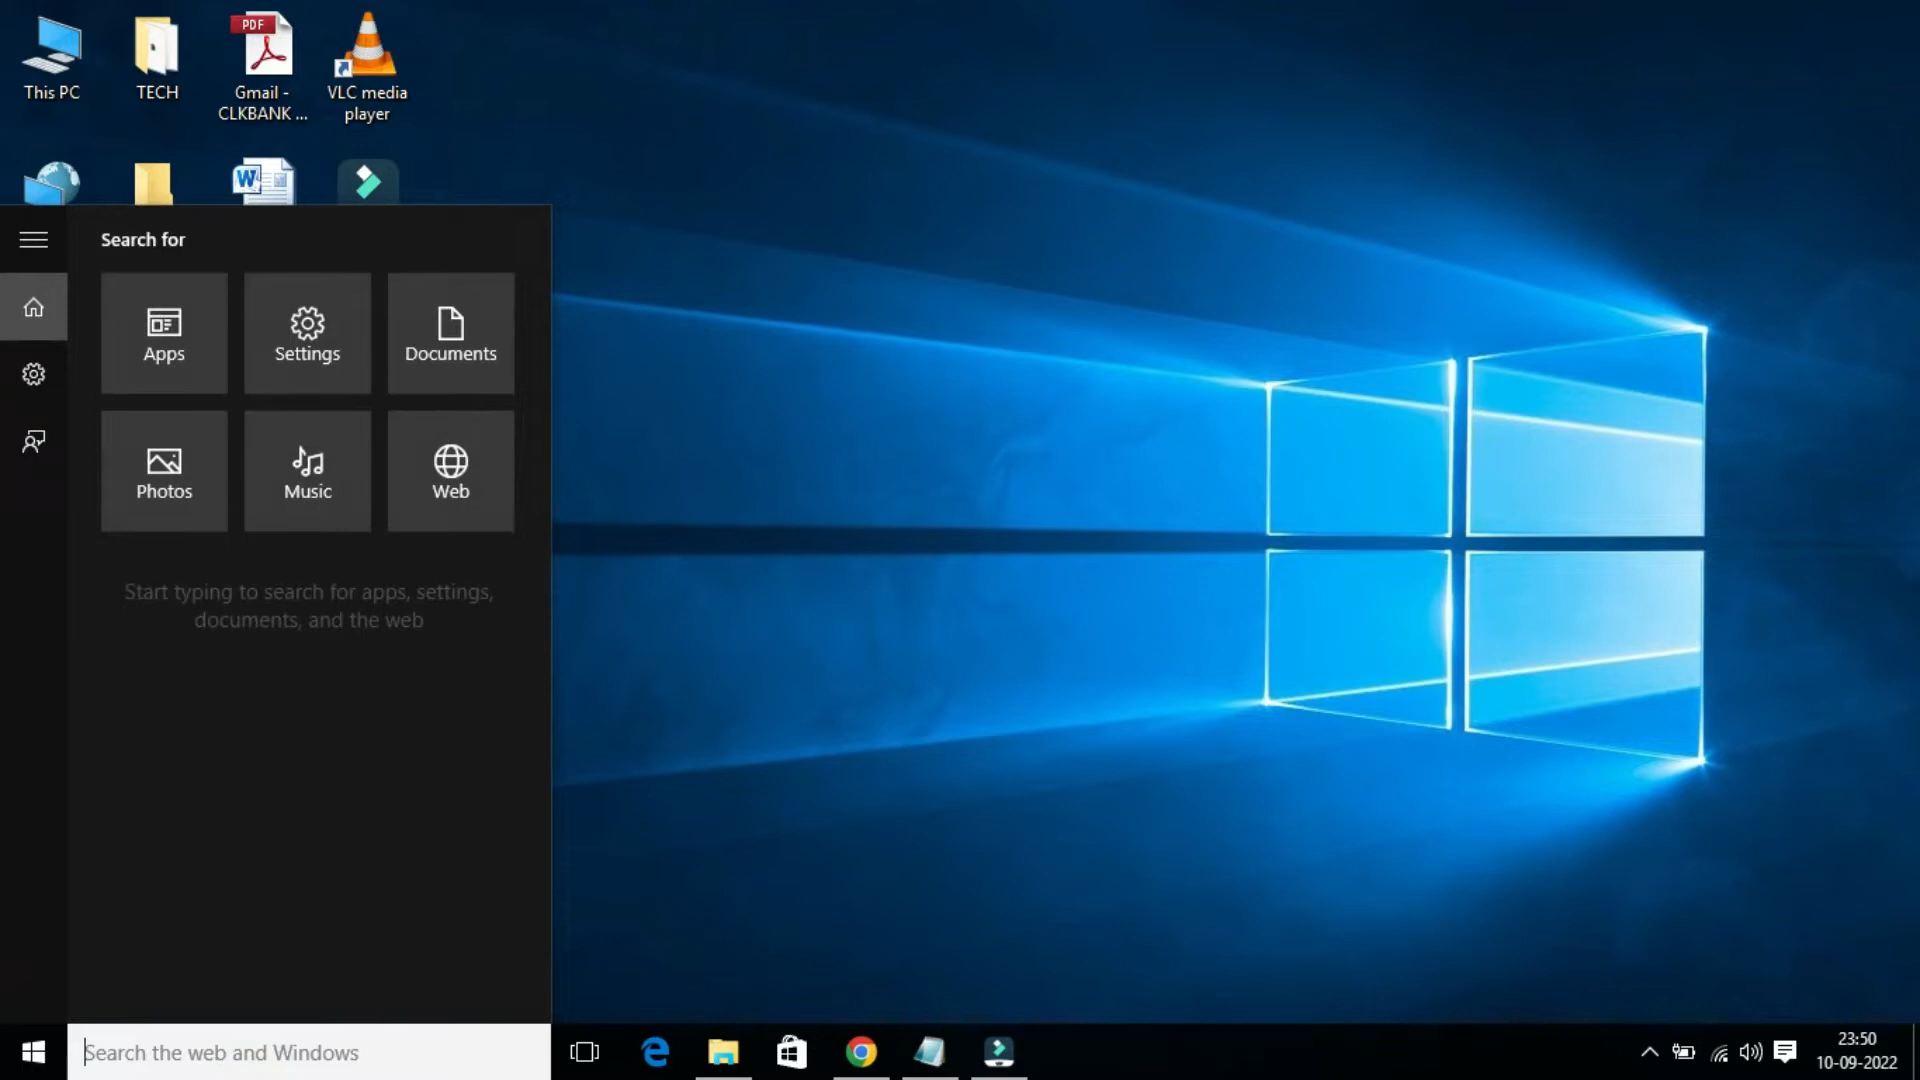 PDF
This PC
TECH
Gmail -
CLKBANK ...
VLC media
player
W
Search for
Apps
Settings
Documents
Photos
Music
Web
Start typing to search for apps, settings,
documents, and the web
Search the web and Windows
23:50
10-09-2022